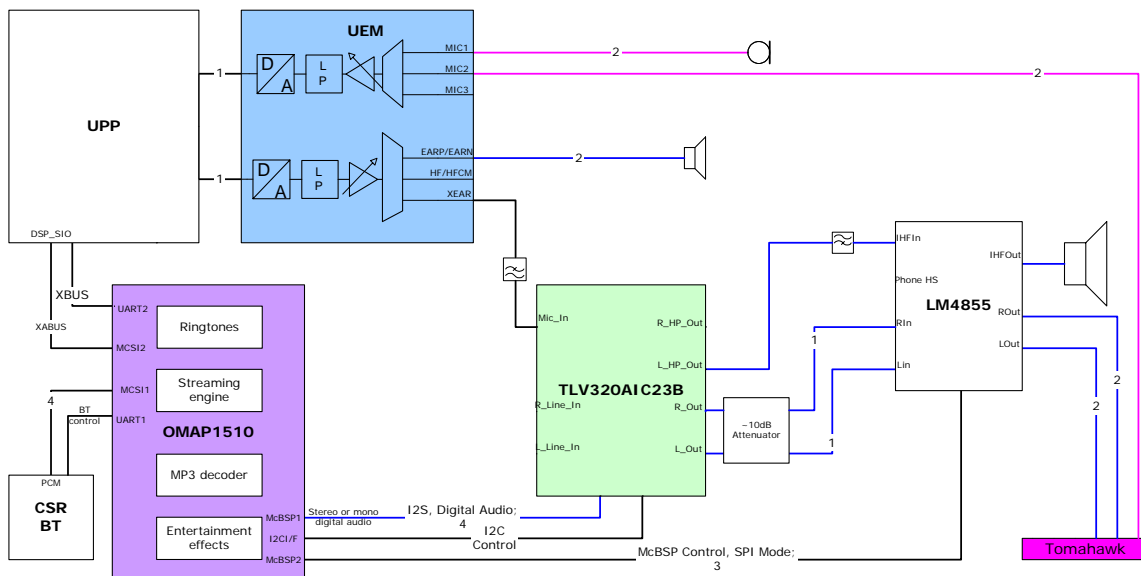 UEM
UPP
1
D
A
L
P
MIC1
MIC2
MIC3
2
2
1
D
A
L
P
EARP/EARN
HF/HFCM
XEAR
2
DSP_SIO
XBUS
XABUS
UART2
MCSI2
MCSI1
UART1
4
BT
control
Ringtones
Streaming
engine
OMAP1510
MP3 decoder
Entertainment
effects
McBSP1
I2CI/F
McBSP2
PCM
CSR
BT
Stereo or mono
digital audio
I2S, Digital Audio;
4
I2C
Control
McBSP Control, SPI Mode;
3
Mic_In
R_HP_Out
L_HP_Out
TLV320AIC23B
R_Line_In
R_Out
L_Line_In
L_Out
~10dB
Attenuator
1
1
IHFIn
Phone HS
LM4855
RIn
Lin
IHFOut
ROut
LOut
2
2
Tomahawk